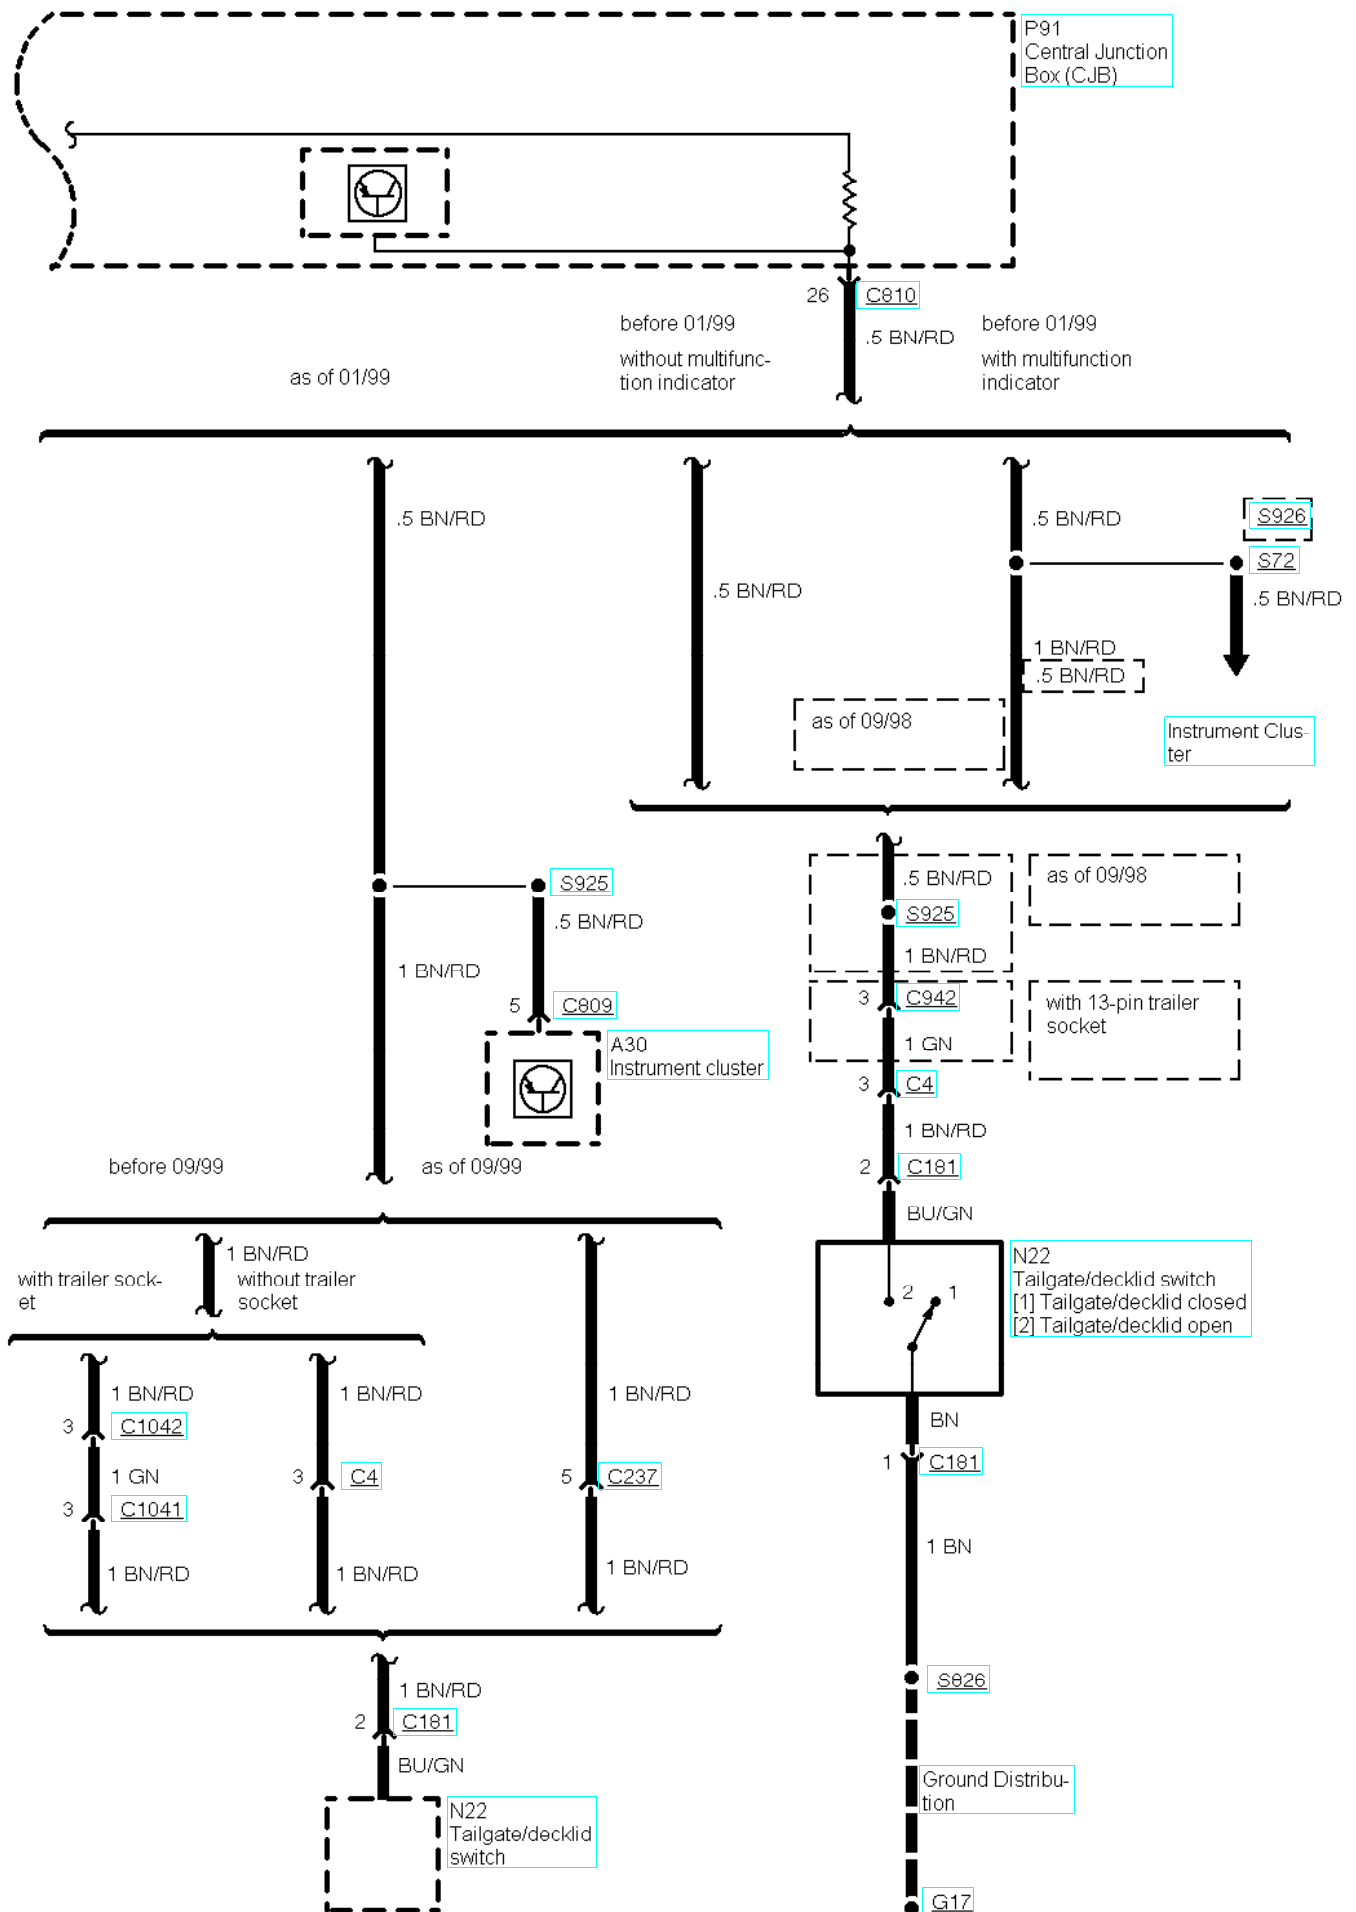 P91
Central Junction
Box (CJB)
26
C810
before 01/99
before 01/99
.5 BN/RD
without multifunc-
tion indicator
with multifunction
indicator
as of 01/99
.5 BN/RD
.5 BN/RD
S926
S72
.5 BN/RD
.5 BN/RD
1 BN/RD
.5 BN/RD
as of 09/98
Instrument Clus-
ter
.5 BN/RD
as of 09/98
S925
S925
.5 BN/RD
1 BN/RD
1 BN/RD
3
C942
with 13-pin trailer
socket
5
C809
A30
Instrument cluster
1 GN
3
C4
1 BN/RD
before 09/99
as of 09/99
2
C181
BU/GN
1 BN/RD
with trailer sock-
et
without trailer
socket
N22
Tailgate/decklid switch
[1] Tailgate/decklid closed
[2] Tailgate/decklid open
2
1
1 BN/RD
1 BN/RD
1 BN/RD
3
C1042
BN
1
C181
1 GN
3
C4
5
C237
3
C1041
1 BN
1 BN/RD
1 BN/RD
1 BN/RD
S826
1 BN/RD
2
C181
BU/GN
Ground Distribu-
tion
N22
Tailgate/decklid
switch
G17